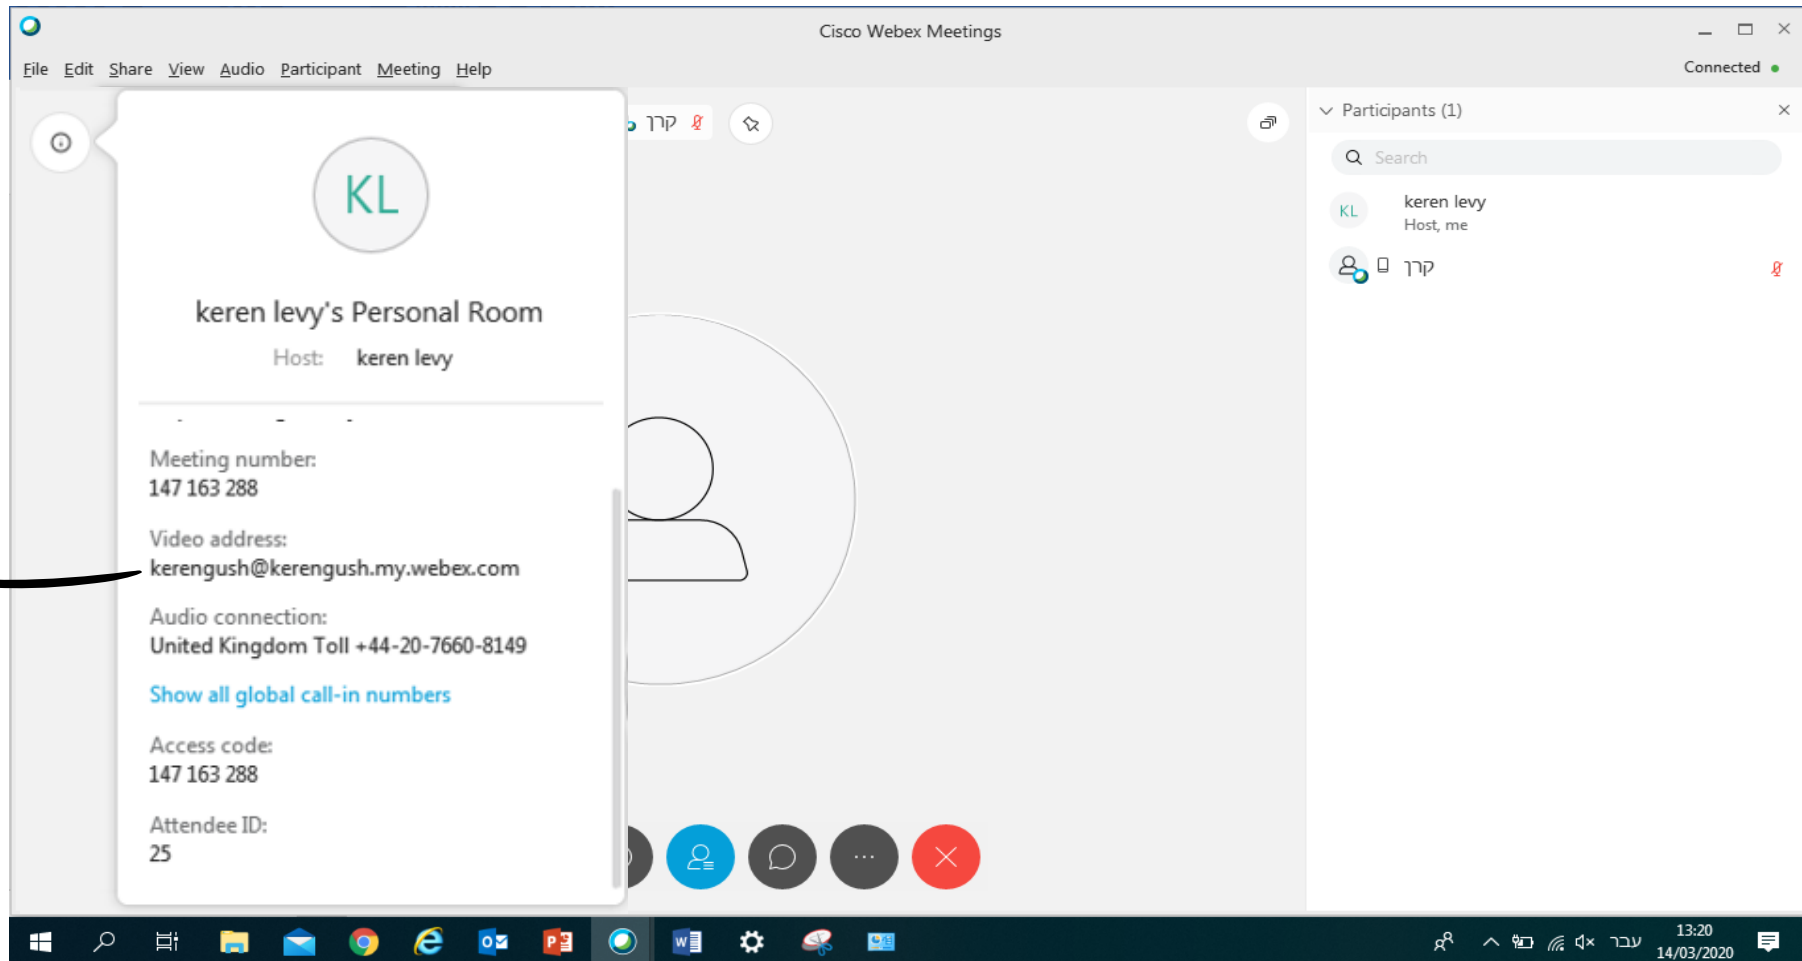 Cisco Webex Meetings
File Edit Share View Audio Participant Meeting Help
Connected
KL
keren levy's Personal Room
Host: keren levy
Meeting number:
147 163 288
Video address:
kerengush@kerengush.my.webex.com
Audio connection:
United Kingdom Toll +44-20-7660-8149
Show all global call-in numbers
Access code:
147 163 288
Attendee ID:
25
קרן
Participants (1)
Search
KL
keren levy
Host, me
קרן
עבר
13:20
14/03/2020